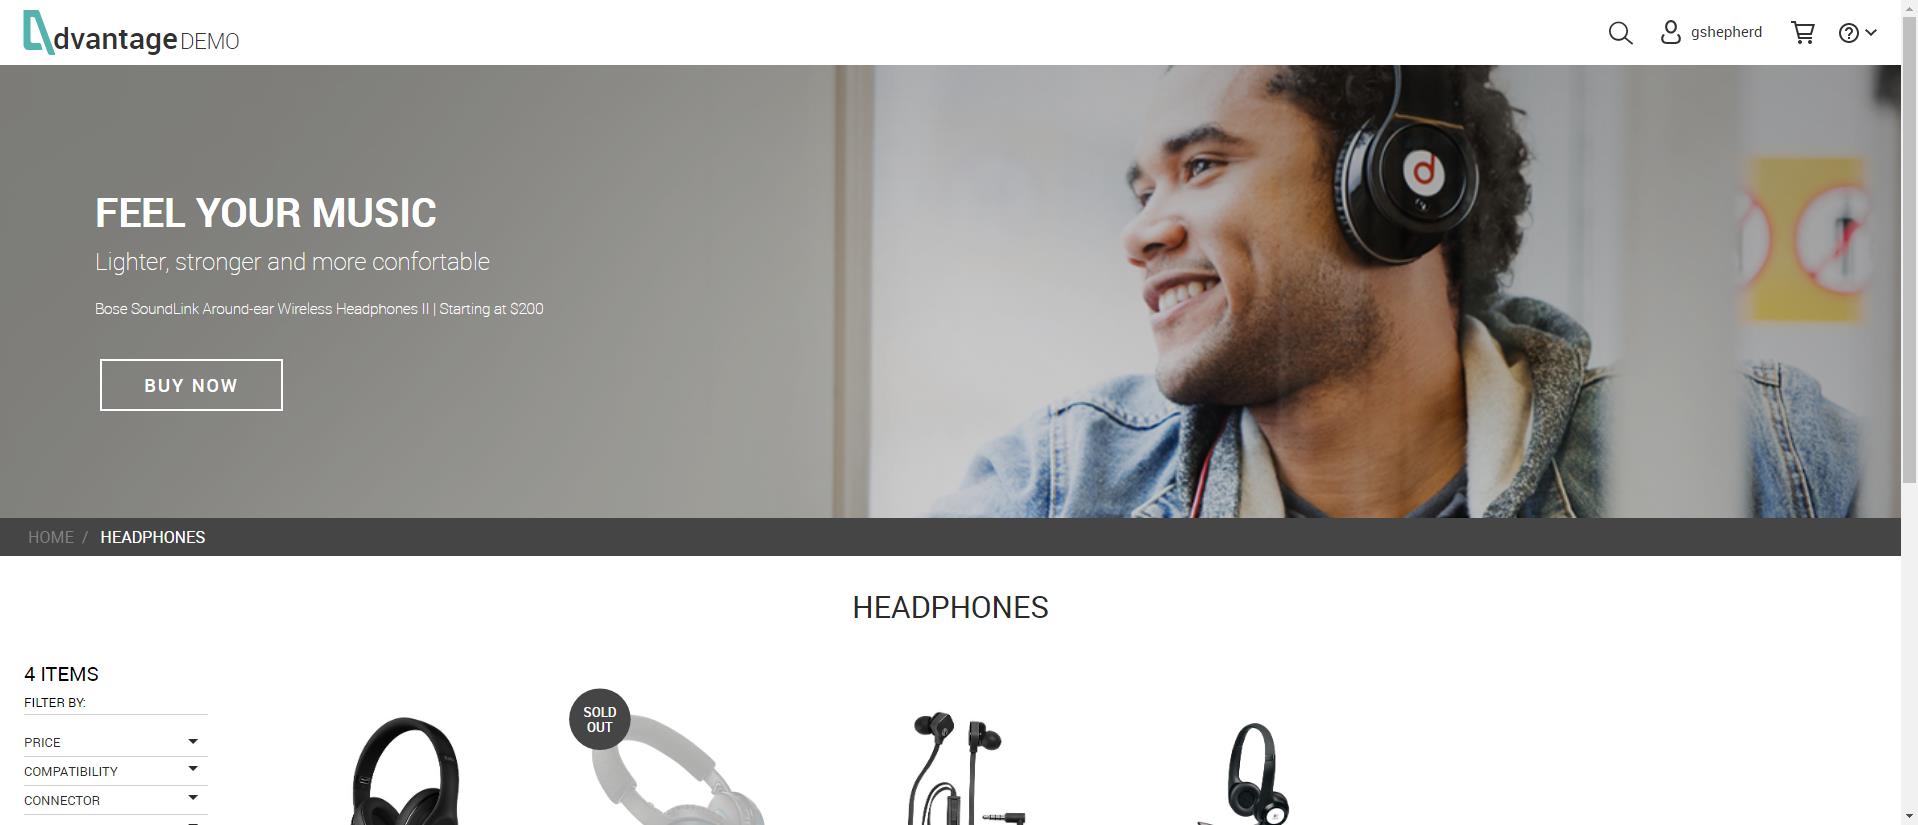 dvantage DEMO
gshepherd
FEEL YOUR MUSIC
Lighter, stronger and more confortable
Bose SoundLink Around-ear Wireless Headphones II | Starting at $200
BUY NOW
HOME / HEADPHONES
HEADPHONES
4 ITEMS
FILTER BY:
PRICE
COMPATIBILITY
CONNECTOR
SOLD
OUT